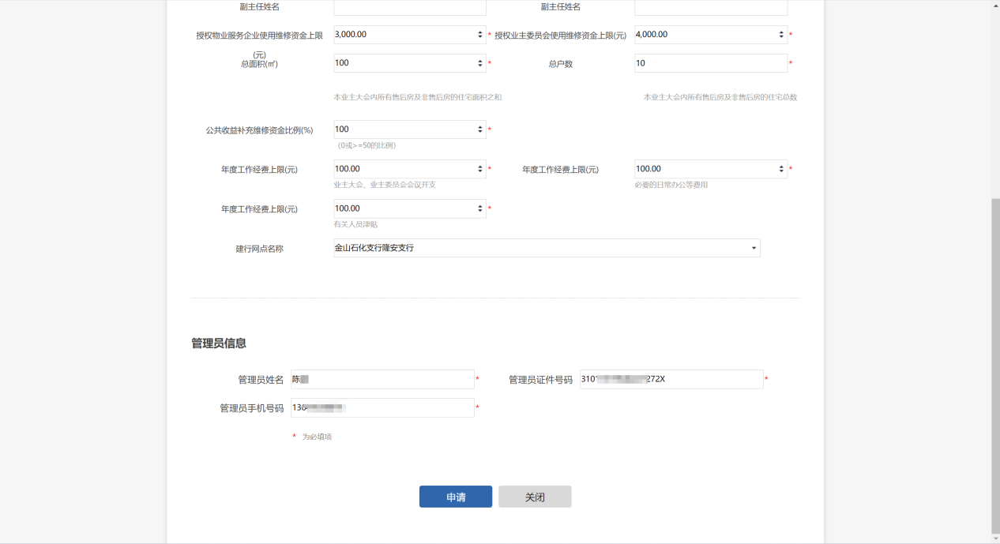 副主任姓名 副主任姓名
授权物业服务企业使用维修资金上限 3,000.00 * 授权业主委员会使用维修资金上限(元) 4,000.00 *
(元)
总面积(㎡) 100 * 总户数 10 *
本业主大会内所有售后房及非售后房的住宅面积之和 本业主大会内所有售后房及非售后房的住宅总数
公共收益补充维修资金比例(%) 100 *
(0或>=50的比例)
年度工作经费上限(元) 100.00 * 年度工作经费上限(元) 100.00 *
业主大会、业主委员会会议开支 必要的日常办公等费用
年度工作经费上限(元) 100.00 *
有关人员津贴
建行网点名称 金山石化支行隆安支行
管理员信息
管理员姓名 陈 * 管理员证件号码 310 272X *
管理员手机号码 13 *
* 为必填项
申请 关闭